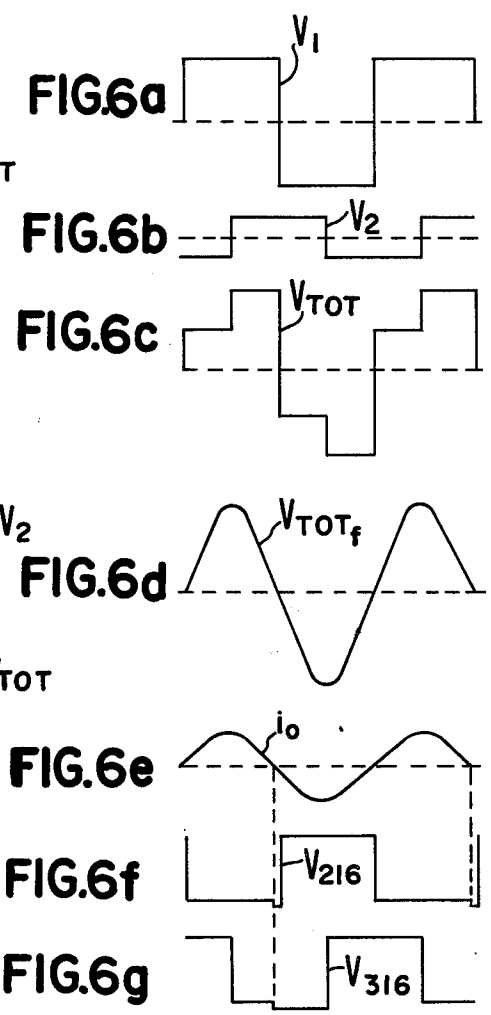 V1
FIG.6a
T
V2
FIG.6b
VTOT
FIG.6c
V2
VTOTf
FIG.6d
TOT
io
FIG.6e
V216
FIG.6f
V316
FIG.6g